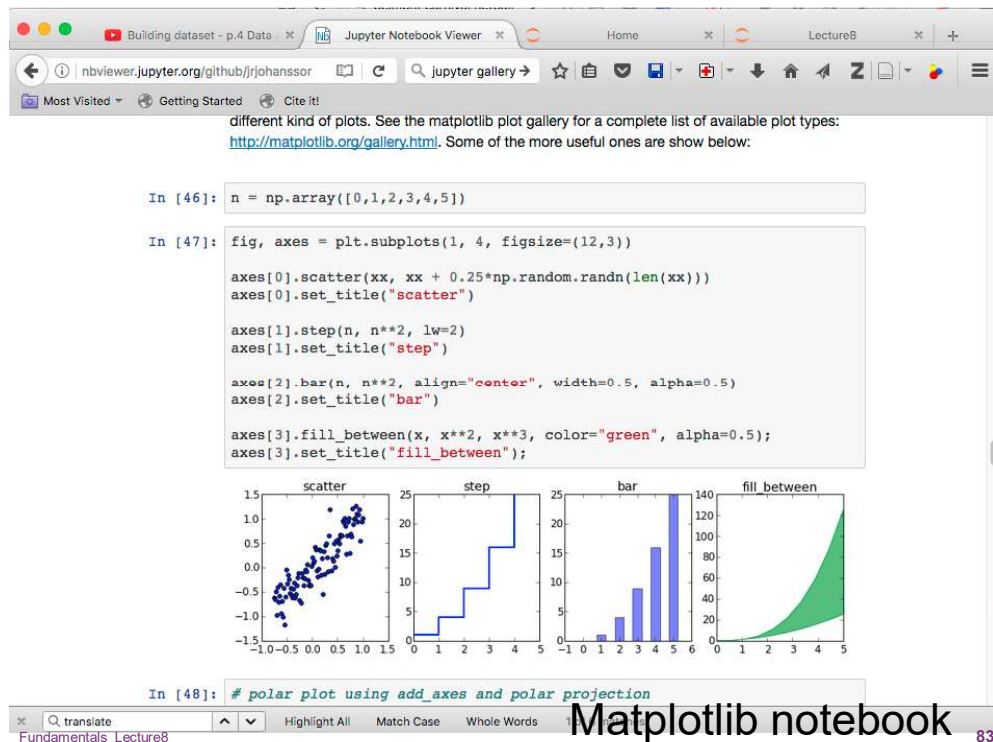 Building dataset - p.4 Data
Jupyter Notebook Viewer
Home
Lecture8
nbviewer.jupyter.org/github/jrjohanssor
jupyter gallery
Most Visited
Getting Started
Cite it!
different kind of plots. See the matplotlib plot gallery for a complete list of available plot types:
http://matplotlib.org/gallery.html. Some of the more useful ones are show below:
In [46]: n = np.array([0,1,2,3,4,5])
In [47]: fig, axes = plt.subplots(1, 4, figsize=(12,3))
axes[0].scatter(xx, xx + 0.25*np.random.randn(len(xx)))
axes[0].set_title("scatter")
axes[1].step(n, n**2, lw=2)
axes[1].set_title("step")
axes[2].bar(n, n**2, align="center", width=0.5, alpha=0.5)
axes[2].set_title("bar")
axes[3].fill_between(x, x**2, x**3, color="green", alpha=0.5);
axes[3].set_title("fill_between");
scatter
1.5
1.0
0.5
0.0
−0.5
−1.0
−1.5
−1.0 −0.5 0.0 0.5 1.0 1.5
step
25
20
15
10
5
0
0 1 2 3 4 5
bar
25
20
15
10
5
0
−1 0 1 2 3 4 5 6
fill_between
140
120
100
80
60
40
20
0
0 1 2 3 4 5
In [48]: # polar plot using add_axes and polar projection
translate
Highlight All
Match Case
Whole Words
Matplotlib notebook
Fundamentals Lecture8
83